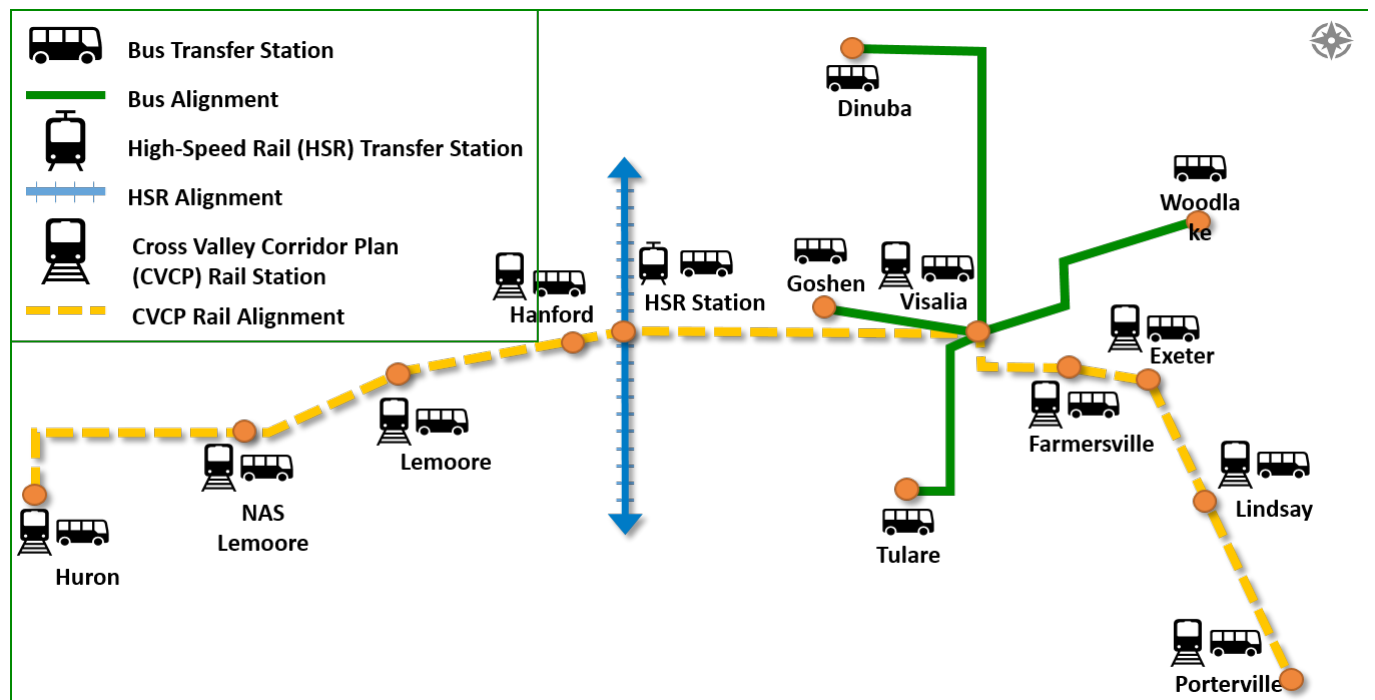 Bus Transfer Station
Bus Alignment
High-Speed Rail (HSR) Transfer Station
HSR Alignment
Cross Valley Corridor Plan
(CVCP) Rail Station
CVCP Rail Alignment
Dinuba
Woodla
ke
Hanford
HSR Station
Goshen
Visalia
Exeter
Farmersville
Lemoore
NAS
Lemoore
Huron
Tulare
Lindsay
Porterville